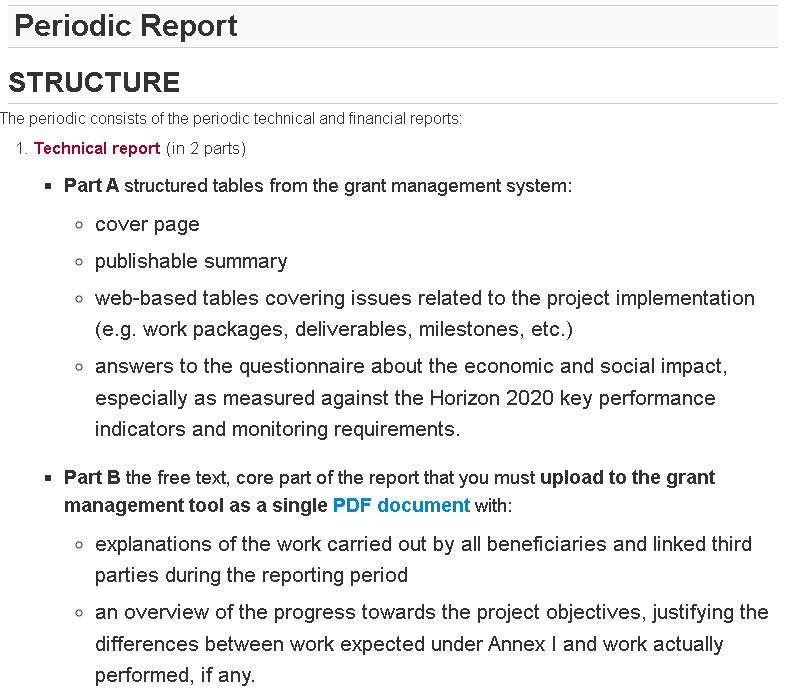 Periodic Report
STRUCTURE
The periodic consists of the periodic technical and financial reports:
1. Technical report (in 2 parts)
▪ Part A structured tables from the grant management system:
○ cover page
○ publishable summary
○ web-based tables covering issues related to the project implementation
(e.g. work packages, deliverables, milestones, etc.)
○ answers to the questionnaire about the economic and social impact,
especially as measured against the Horizon 2020 key performance
indicators and monitoring requirements.
▪ Part B the free text, core part of the report that you must upload to the grant
management tool as a single PDF document with:
○ explanations of the work carried out by all beneficiaries and linked third
parties during the reporting period
○ an overview of the progress towards the project objectives, justifying the
differences between work expected under Annex I and work actually
performed, if any.